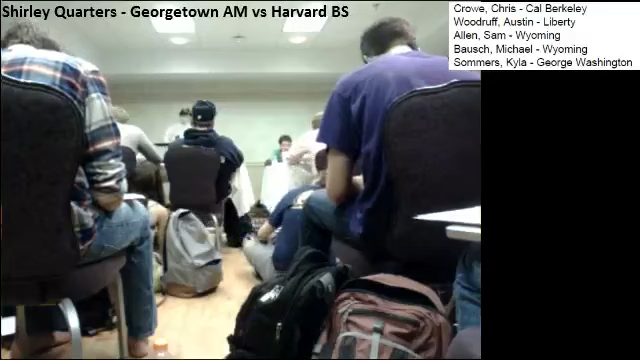 Shirley Quarters - Georgetown AM vs Harvard BS
Crowe, Chris - Cal Berkeley
Woodruff, Austin - Liberty
Allen, Sam - Wyoming
Bausch, Michael - Wyoming
Sommers, Kyla - George Washington